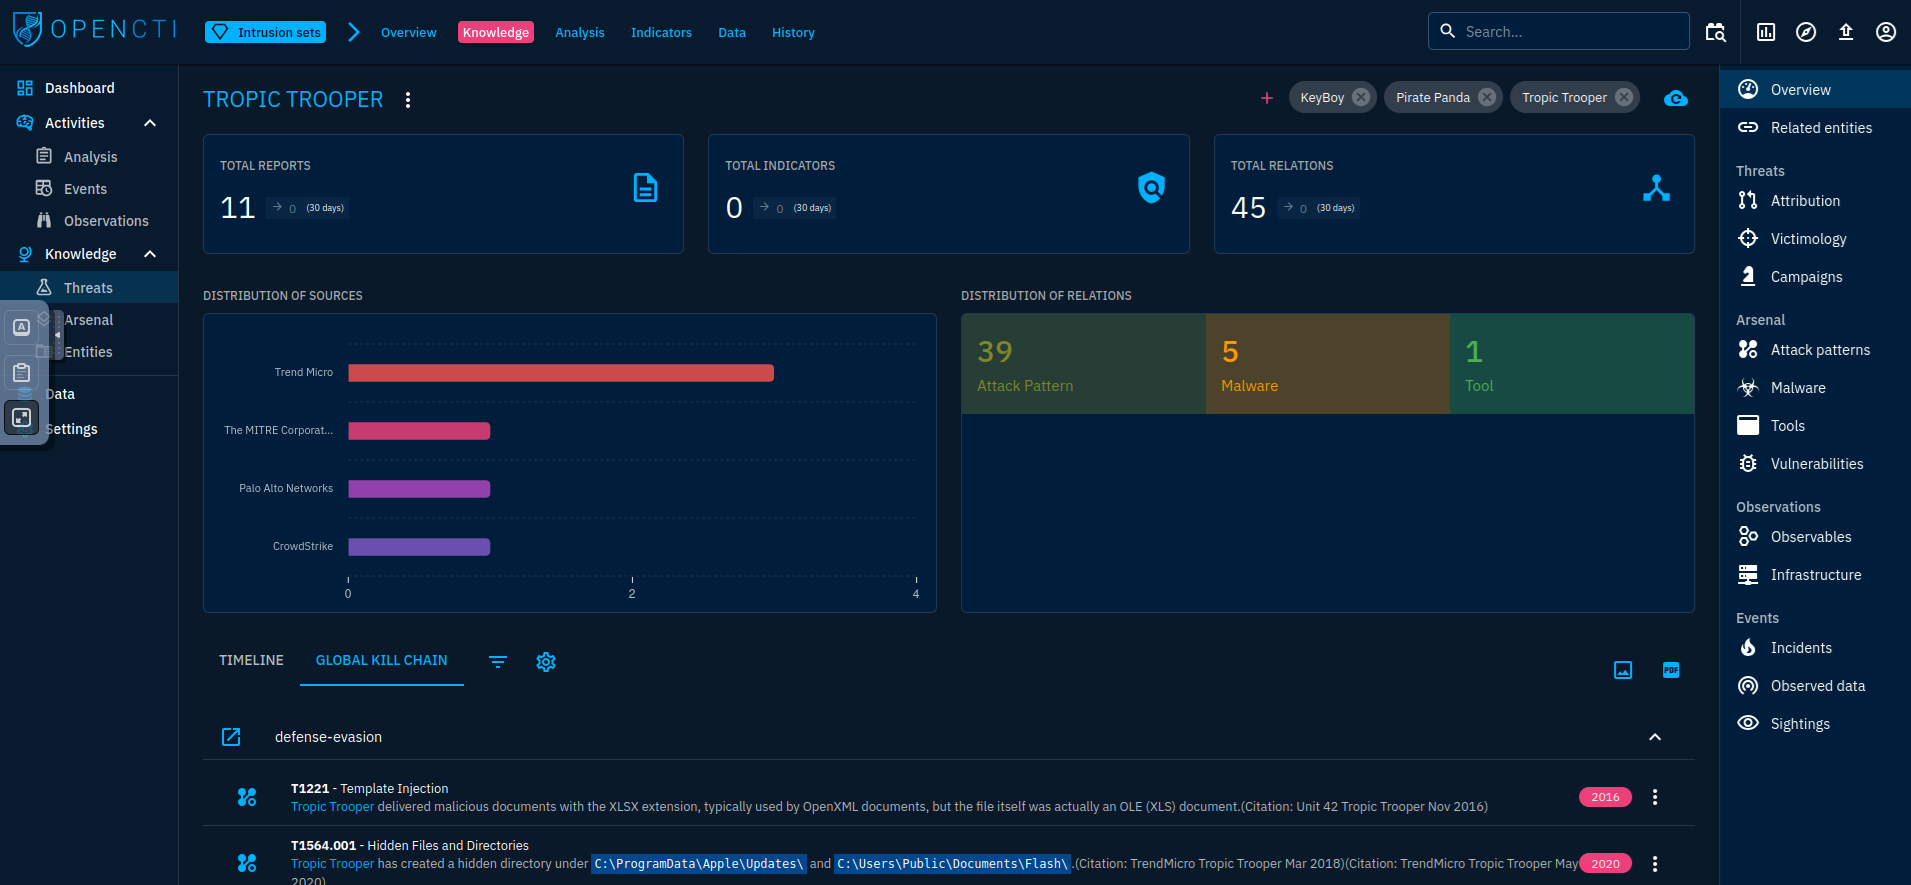 OPENCTI
Intrusion sets
Overview
Knowledge
Analysis
Indicators
Data
History
Search...
Dashboard
Activities
Analysis
Events
Observations
Knowledge
Threats
Arsenal
Entities
Data
Settings
A
TROPIC TROOPER
KeyBoy
Pirate Panda
Tropic Trooper
TOTAL REPORTS
11 0 (30 days)
TOTAL INDICATORS
0 0 (30 days)
TOTAL RELATIONS
45 0 (30 days)
DISTRIBUTION OF SOURCES
Trend Micro
The MITRE Corporat...
Palo Alto Networks
CrowdStrike
0 2 4
DISTRIBUTION OF RELATIONS
39
Attack Pattern
5
Malware
1
Tool
TIMELINE
GLOBAL KILL CHAIN
PDF
defense-evasion
T1221 - Template Injection
Tropic Trooper delivered malicious documents with the XLSX extension, typically used by OpenXML documents, but the file itself was actually an OLE (XLS) document.(Citation: Unit 42 Tropic Trooper Nov 2016)
2016
T1564.001 - Hidden Files and Directories
Tropic Trooper has created a hidden directory under C:\ProgramData\Apple\Updates\ and C:\Users\Public\Documents\Flash\.(Citation: TrendMicro Tropic Trooper Mar 2018)(Citation: TrendMicro Tropic Trooper May
2020)
2020
Overview
Related entities
Threats
Attribution
Victimology
Campaigns
Arsenal
Attack patterns
Malware
Tools
Vulnerabilities
Observations
Observables
Infrastructure
Events
Incidents
Observed data
Sightings